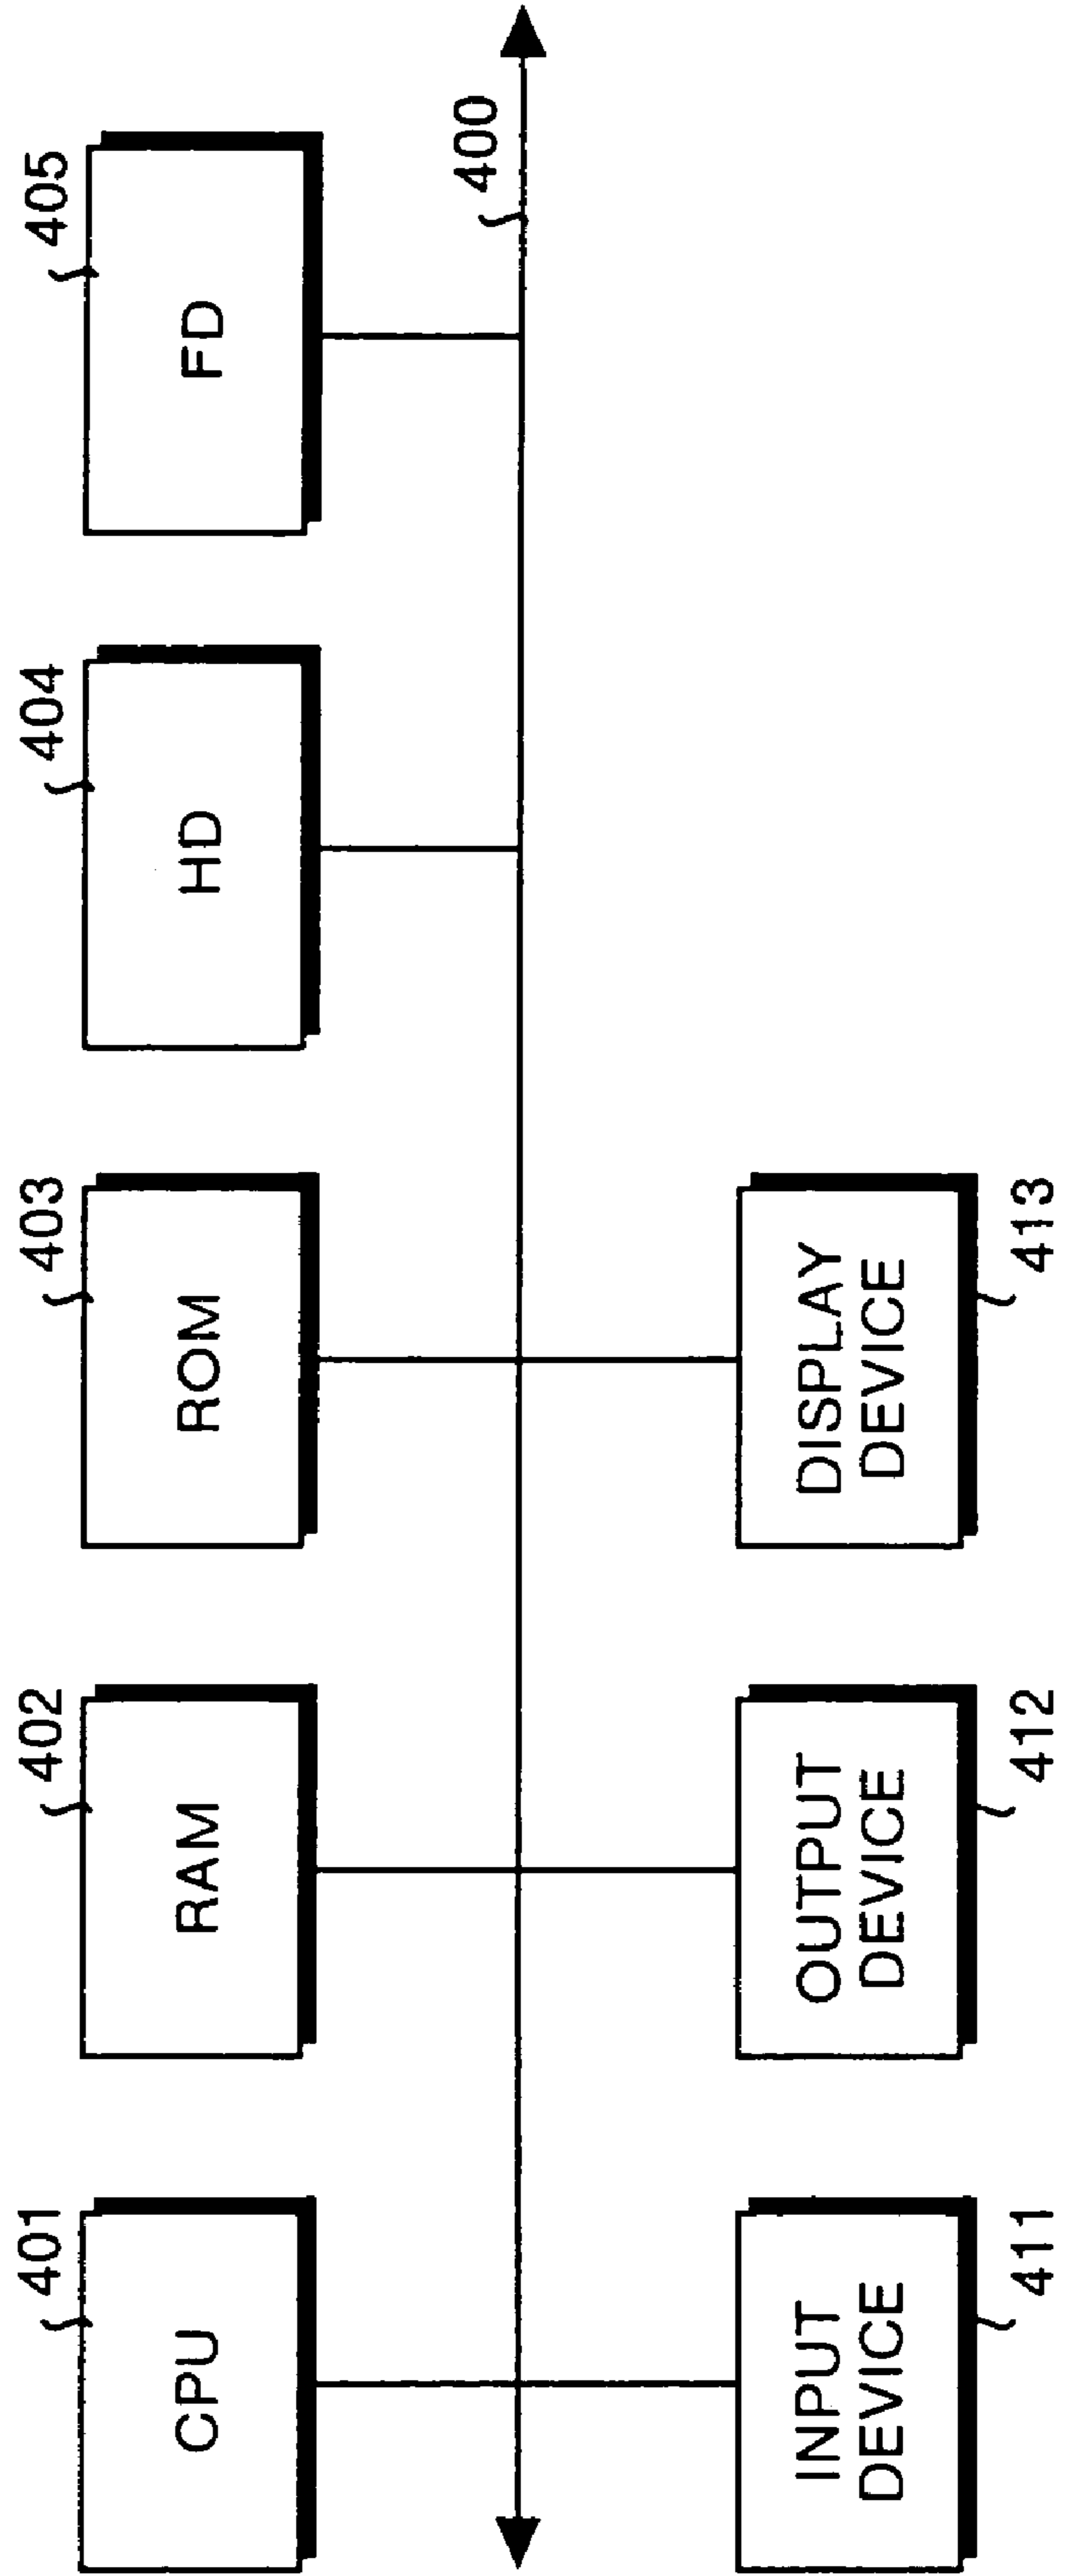 401
402
403
404
405
CPU
RAM
ROM
HD
FD
400
INPUT
DEVICE
OUTPUT
DEVICE
DISPLAY
DEVICE
411
412
413